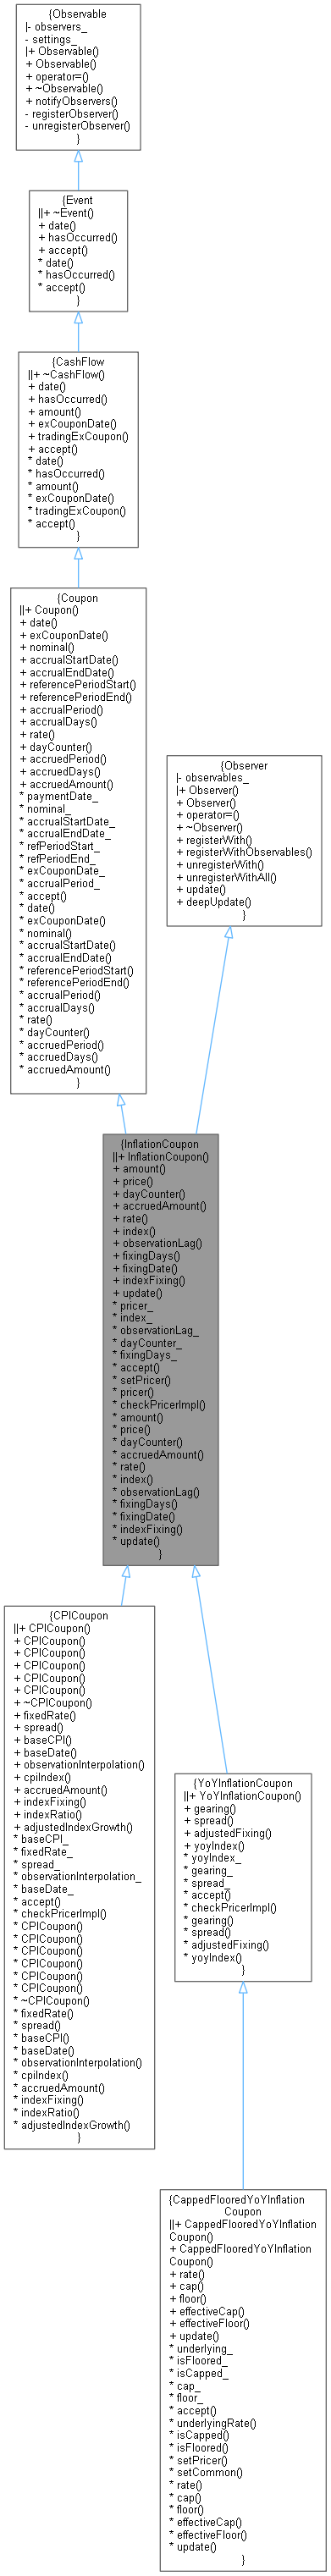 {Observable
|- observers_
- settings_
|+ Observable()
+ Observable()
+ operator=()
+ ~Observable()
+ notifyObservers()
- registerObserver()
- unregisterObserver()
}
{Event
||+ ~Event()
+ date()
+ hasOccurred()
+ accept()
* date()
* hasOccurred()
* accept()
}
{CashFlow
||+ ~CashFlow()
+ date()
+ hasOccurred()
+ amount()
+ exCouponDate()
+ tradingExCoupon()
+ accept()
* date()
* hasOccurred()
* amount()
* exCouponDate()
* tradingExCoupon()
* accept()
}
{Coupon
||+ Coupon()
+ date()
+ exCouponDate()
+ nominal()
+ accrualStartDate()
+ accrualEndDate()
+ referencePeriodStart()
+ referencePeriodEnd()
+ accrualPeriod()
+ accrualDays()
+ rate()
+ dayCounter()
+ accruedPeriod()
+ accruedDays()
+ accruedAmount()
* paymentDate_
* nominal_
* accrualStartDate_
* accrualEndDate_
* refPeriodStart_
* refPeriodEnd_
* exCouponDate_
* accrualPeriod_
* accept()
* date()
* exCouponDate()
* nominal()
* accrualStartDate()
* accrualEndDate()
* referencePeriodStart()
* referencePeriodEnd()
* accrualPeriod()
* accrualDays()
* rate()
* dayCounter()
* accruedPeriod()
* accruedDays()
* accruedAmount()
}
{Observer
|- observables_
|+ Observer()
+ Observer()
+ operator=()
+ ~Observer()
+ registerWith()
+ registerWithObservables()
+ unregisterWith()
+ unregisterWithAll()
+ update()
+ deepUpdate()
}
{InflationCoupon
||+ InflationCoupon()
+ amount()
+ price()
+ dayCounter()
+ accruedAmount()
+ rate()
+ index()
+ observationLag()
+ fixingDays()
+ fixingDate()
+ indexFixing()
+ update()
* pricer_
* index_
* observationLag_
* dayCounter_
* fixingDays_
* accept()
* setPricer()
* pricer()
* checkPricerImpl()
* amount()
* price()
* dayCounter()
* accruedAmount()
* rate()
* index()
* observationLag()
* fixingDays()
* fixingDate()
* indexFixing()
* update()
}
{CPICoupon
||+ CPICoupon()
+ CPICoupon()
+ CPICoupon()
+ CPICoupon()
+ CPICoupon()
+ CPICoupon()
+ ~CPICoupon()
+ fixedRate()
+ spread()
+ baseCPI()
+ baseDate()
+ observationInterpolation()
+ cpiIndex()
+ accruedAmount()
+ indexFixing()
+ indexRatio()
+ adjustedIndexGrowth()
* baseCPI_
* fixedRate_
* spread_
* observationInterpolation_
* baseDate_
* accept()
* checkPricerImpl()
* CPICoupon()
* CPICoupon()
* CPICoupon()
* CPICoupon()
* CPICoupon()
* CPICoupon()
* ~CPICoupon()
* fixedRate()
* spread()
* baseCPI()
* baseDate()
* observationInterpolation()
* cpiIndex()
* accruedAmount()
* indexFixing()
* indexRatio()
* adjustedIndexGrowth()
}
{YoYInflationCoupon
||+ YoYInflationCoupon()
+ gearing()
+ spread()
+ adjustedFixing()
+ yoyIndex()
* yoyIndex_
* gearing_
* spread_
* accept()
* checkPricerImpl()
* gearing()
* spread()
* adjustedFixing()
* yoyIndex()
}
{CappedFlooredYoYInflation
Coupon
||+ CappedFlooredYoYInflation
Coupon()
+ CappedFlooredYoYInflation
Coupon()
+ rate()
+ cap()
+ floor()
+ effectiveCap()
+ effectiveFloor()
+ update()
* underlying_
* isFloored_
* isCapped_
* cap_
* floor_
* accept()
* underlyingRate()
* isCapped()
* isFloored()
* setPricer()
* setCommon()
* rate()
* cap()
* floor()
* effectiveCap()
* effectiveFloor()
* update()
}